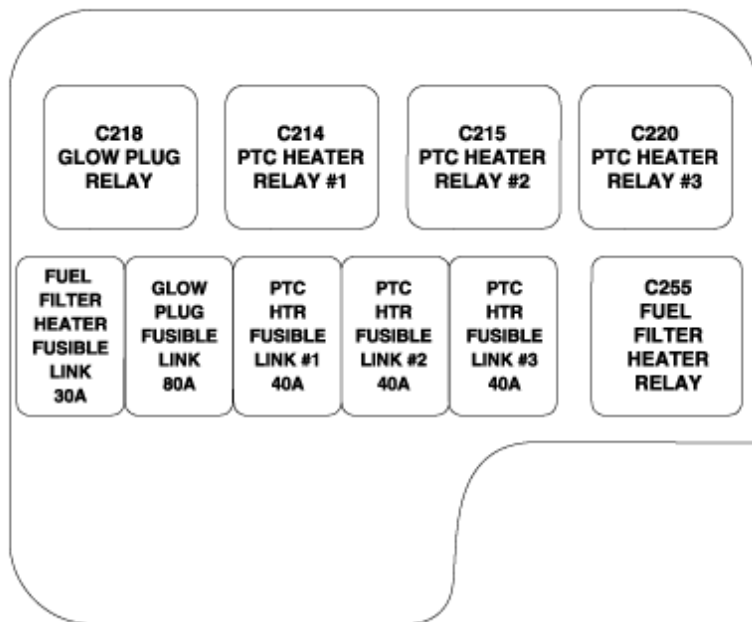 C218
GLOW PLUG
RELAY
C214
PTC HEATER
RELAY #1
C215
PTC HEATER
RELAY #2
C220
PTC HEATER
RELAY #3
FUEL
FILTER
HEATER
FUSIBLE
LINK
30A
GLOW
PLUG
FUSIBLE
LINK
80A
PTC
HTR
FUSIBLE
LINK #1
40A
PTC
HTR
FUSIBLE
LINK #2
40A
PTC
HTR
FUSIBLE
LINK #3
40A
C255
FUEL
FILTER
HEATER
RELAY